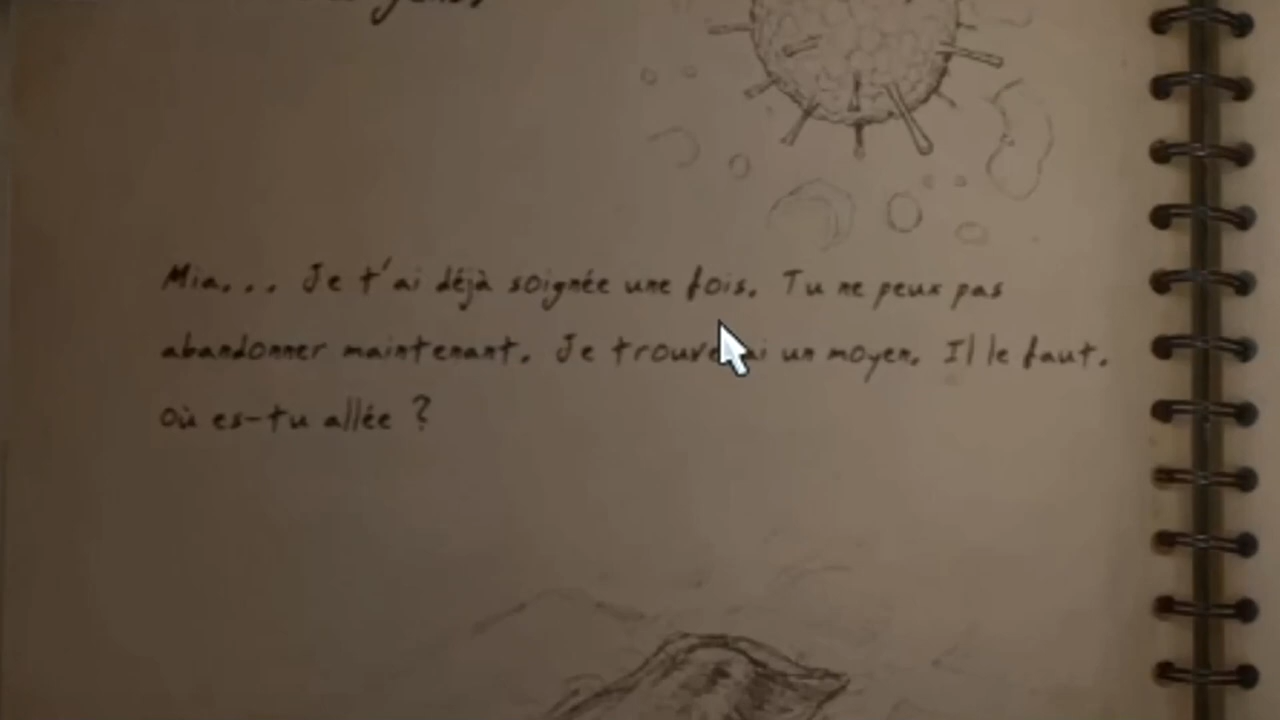 Mia... Je t'ai déjà soignée une fois. Tu ne peux pas
abandonner maintenant. Je trouverai un moyen. Il le faut.
Où es-tu allée ?